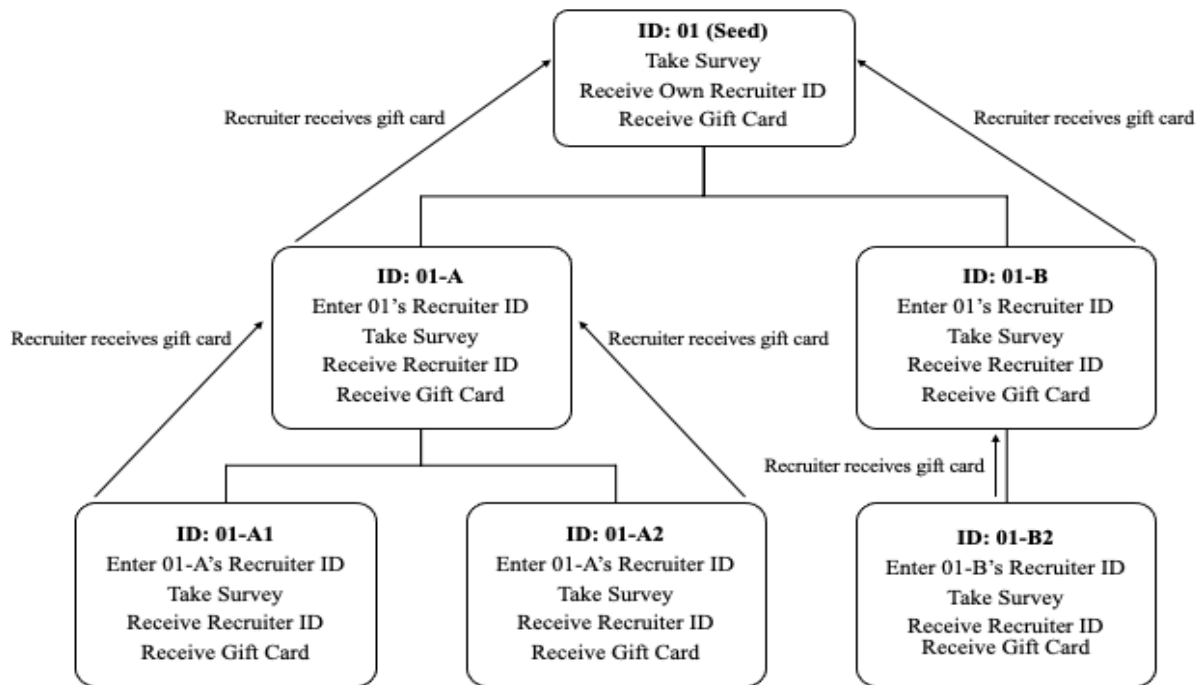 ID: 01 (Seed)
Take Survey
Receive Own Recruiter ID
Receive Gift Card
Recruiter receives gift card
Recruiter receives gift card
ID: 01-A
Enter 01’s Recruiter ID
Take Survey
Receive Recruiter ID
Receive Gift Card
ID: 01-B
Enter 01’s Recruiter ID
Take Survey
Receive Recruiter ID
Receive Gift Card
Recruiter receives gift card
Recruiter receives gift card
Recruiter receives gift card
ID: 01-A1
Enter 01-A’s Recruiter ID
Take Survey
Receive Recruiter ID
Receive Gift Card
ID: 01-A2
Enter 01-A’s Recruiter ID
Take Survey
Receive Recruiter ID
Receive Gift Card
ID: 01-B2
Enter 01-B’s Recruiter ID
Take Survey
Receive Recruiter ID
Receive Gift Card